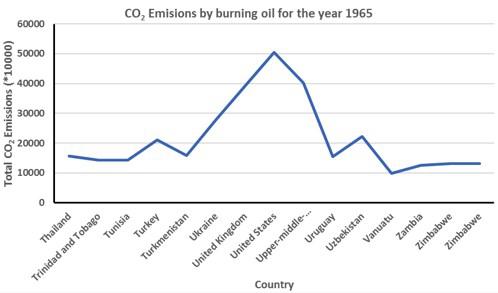 CO₂ Emisions by burning oil for the year 1965
Total CO₂ Emissions (*10000)
60000
50000
40000
30000
20000
10000
0
Thailand
Trinidad and Tobago
Tunisia
Turkey
Turkmenistan
Ukraine
United Kingdom
United States
Upper-middle-...
Uruguay
Uzbekistan
Vanuatu
Zambia
Zimbabwe
Zimbabwe
Country